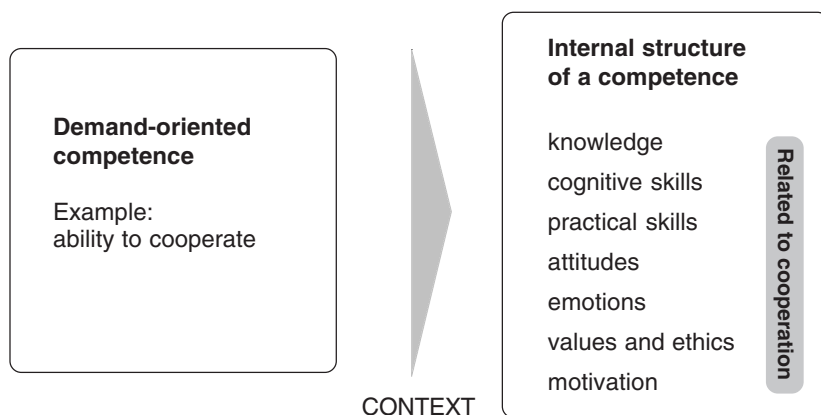 Demand-oriented
competence
Example:
ability to cooperate
CONTEXT
Internal structure
of a competence
knowledge
cognitive skills
practical skills
attitudes
emotions
values and ethics
motivation
Related to cooperation